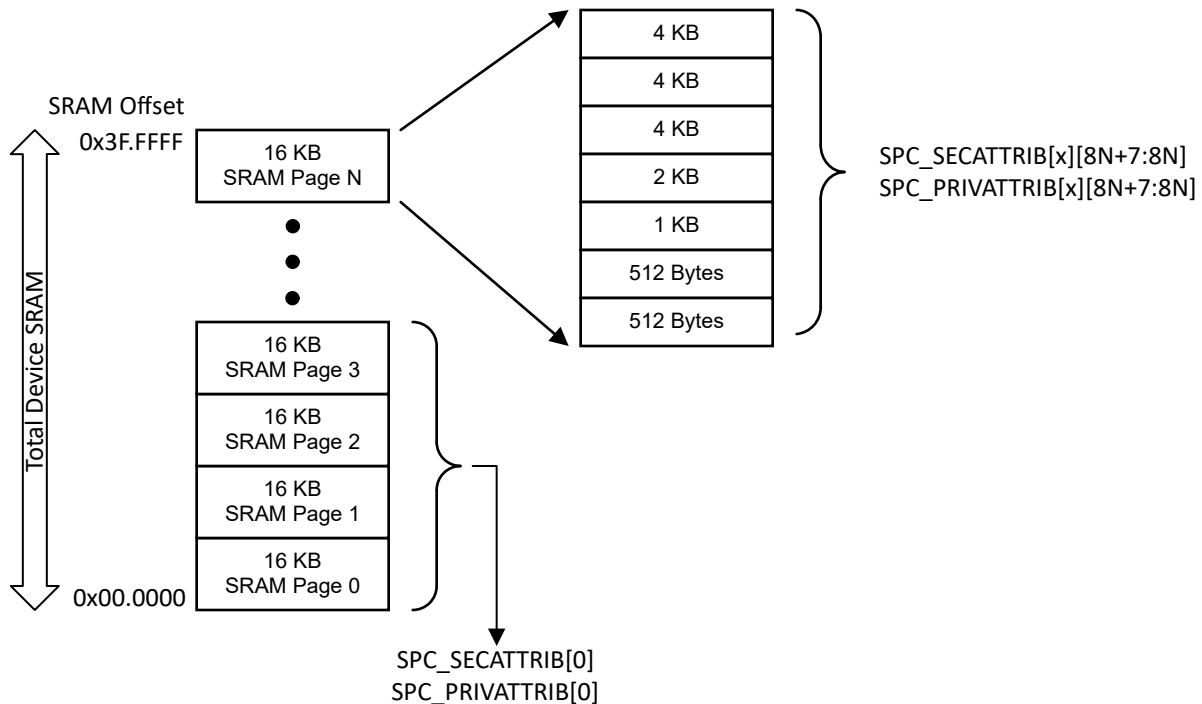 SRAM Offset
0x3F.FFFF
16 KB
SRAM Page N
16 KB
SRAM Page 3
16 KB
SRAM Page 2
16 KB
SRAM Page 1
16 KB
SRAM Page 0
0x00.0000
Total Device SRAM
4 KB
4 KB
4 KB
2 KB
1 KB
512 Bytes
512 Bytes
SPC_SECATTRIB[x][8N+7:8N]
SPC_PRIVATTRIB[x][8N+7:8N]
SPC_SECATTRIB[0]
SPC_PRIVATTRIB[0]